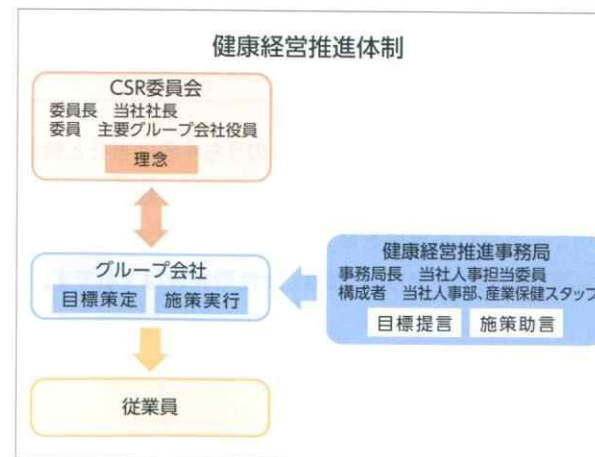 健康経営推進体制
CSR委員会
委員長　当社社長
委員　主要グループ会社役員
理念
グループ会社
目標策定　施策実行
健康経営推進事務局
事務局長　当社人事担当委員
構成者　当社人事部、産業保健スタッフ
目標提言　施策助言
従業員